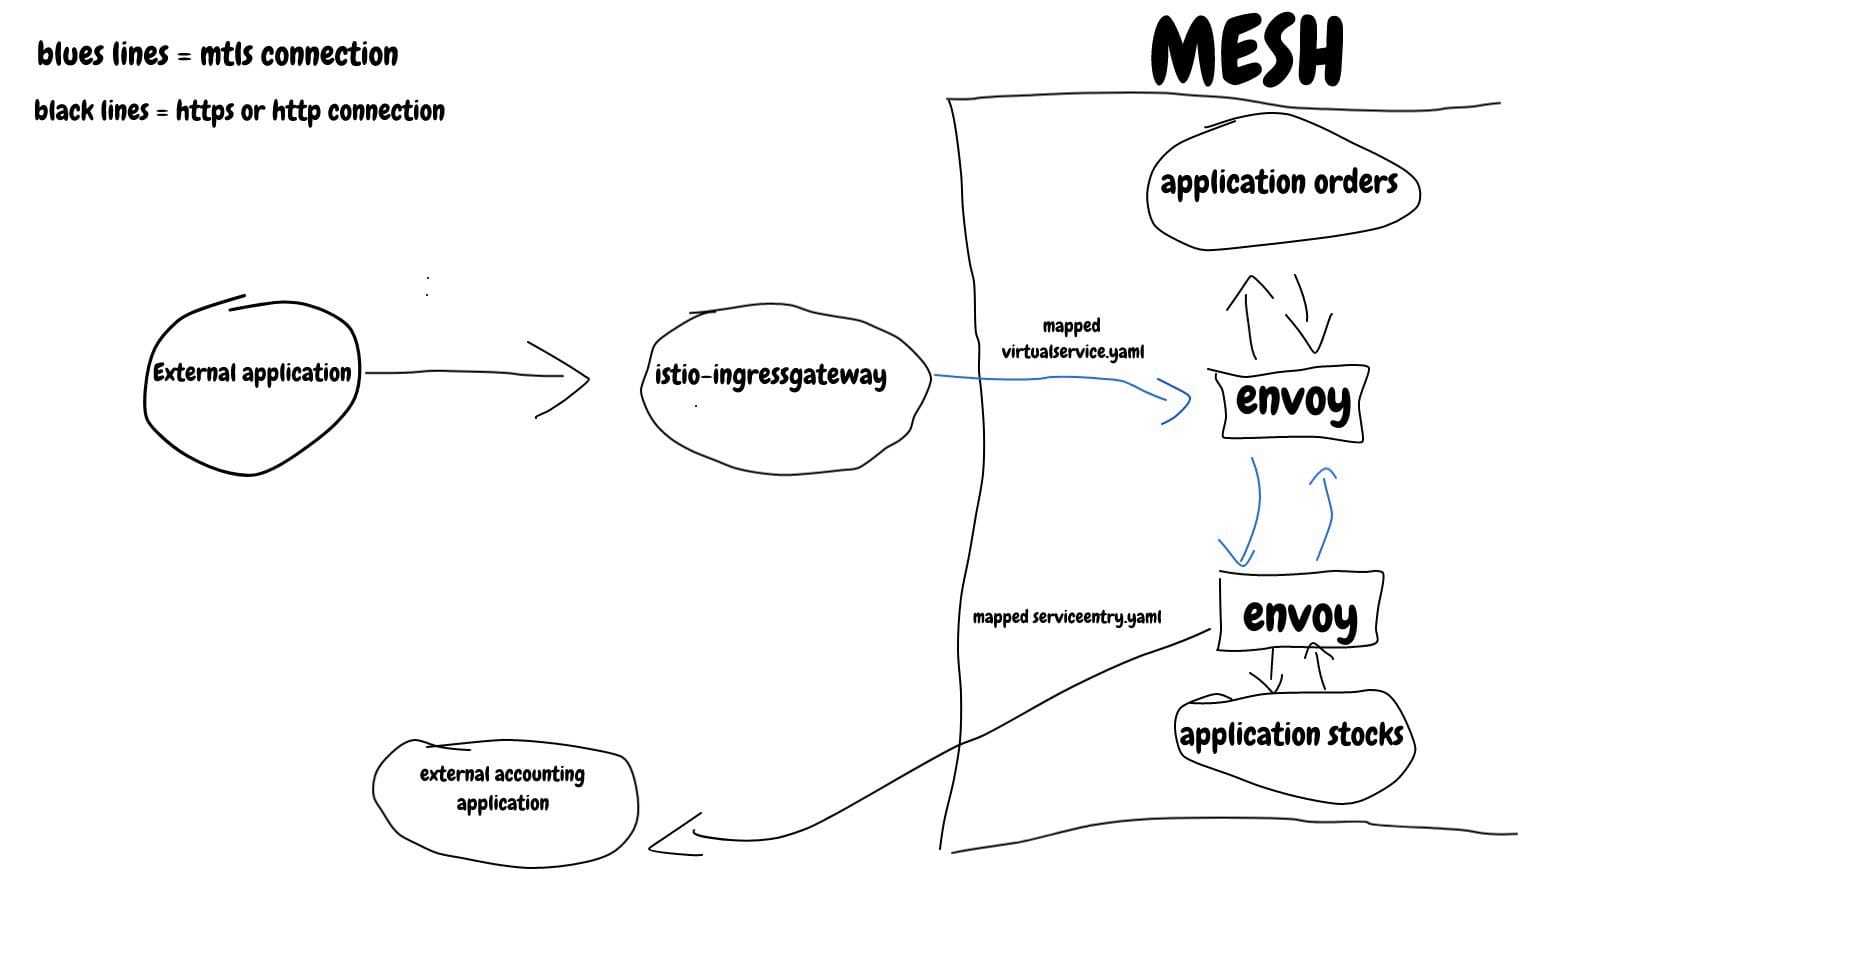 blues lines = mtls connection
black lines = https or http connection
MESH
application orders
External application
istio-ingressgateway
mapped
virtualservice.yaml
envoy
mapped serviceentry.yaml
envoy
application stocks
external accounting
application